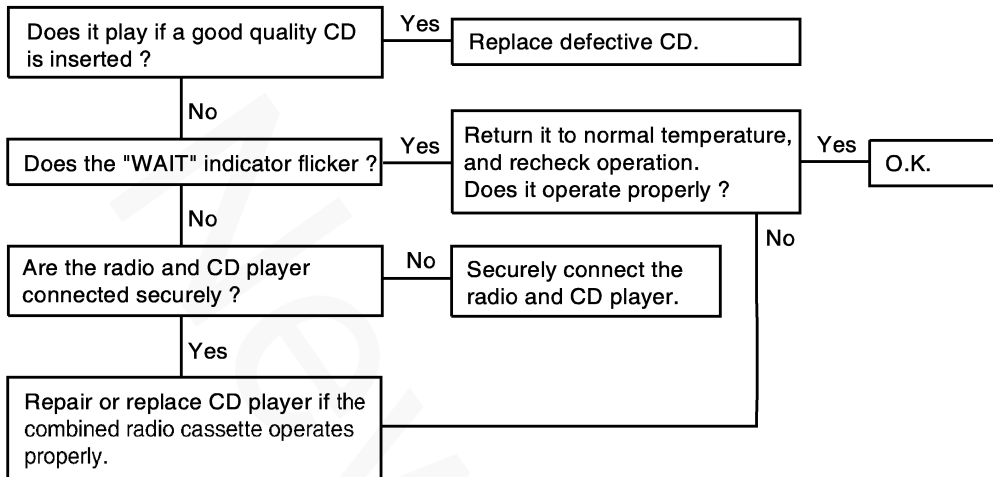 Does it play if a good quality CD
is inserted ?
Yes
Replace defective CD.
No
Does the "WAIT" indicator flicker ?
Yes
Return it to normal temperature,
and recheck operation.
Does it operate properly ?
Yes
O.K.
No
No
Are the radio and CD player
connected securely ?
No
Securely connect the
radio and CD player.
Yes
Repair or replace CD player if the
combined radio cassette operates
properly.